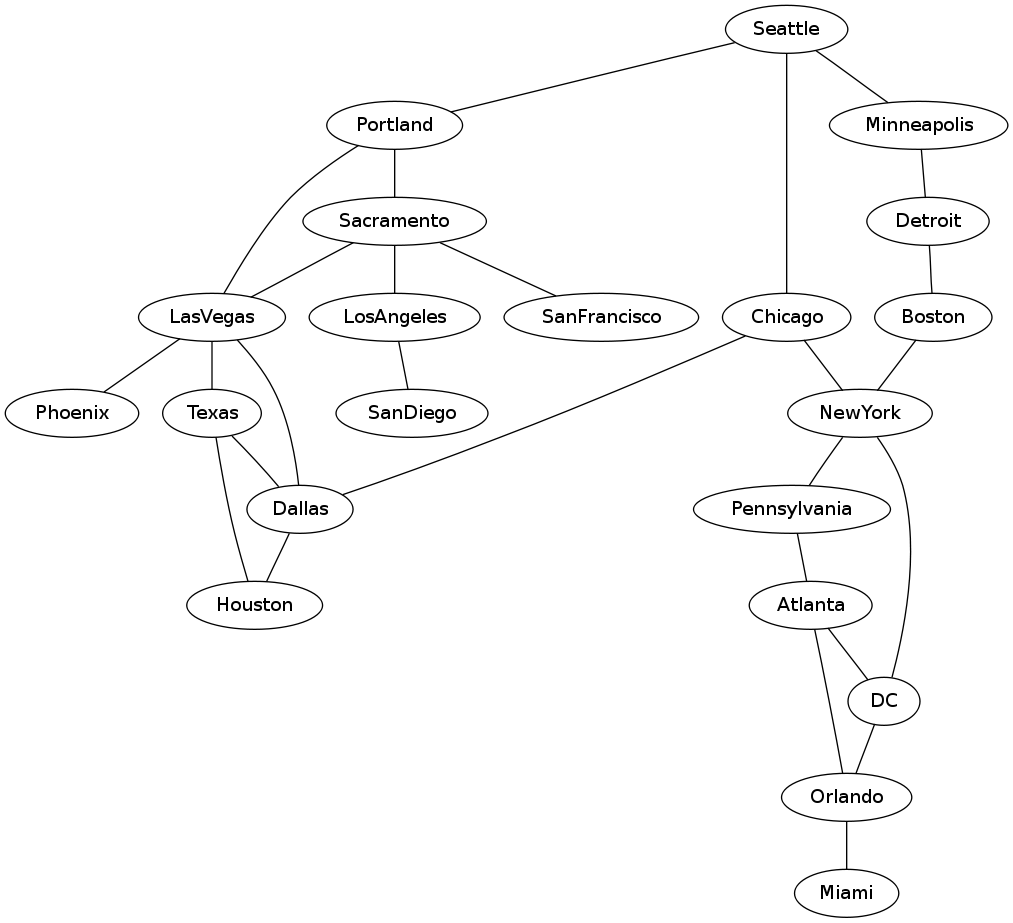 Seattle
Portland
Minneapolis
Sacramento
Detroit
LasVegas
LosAngeles
SanFrancisco
Chicago
Boston
Phoenix
Texas
SanDiego
NewYork
Dallas
Pennsylvania
Houston
Atlanta
DC
Orlando
Miami